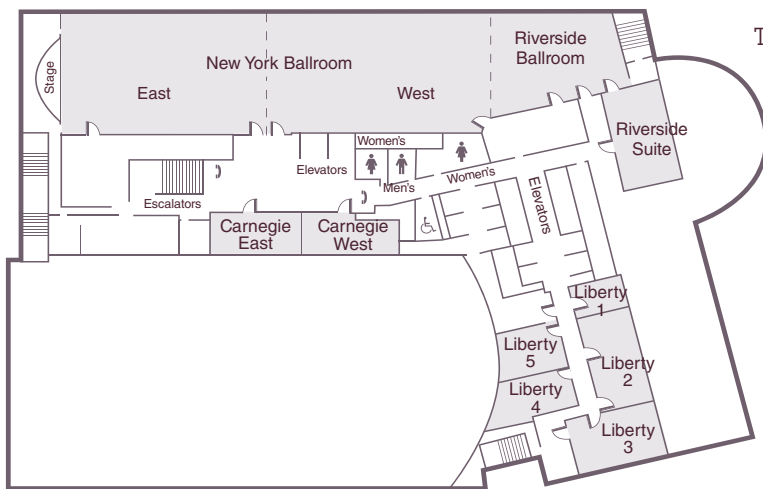 T
Riverside
Ballroom
New York Ballroom
East
West
Stage
Riverside
Suite
Women's
Elevators
Women's
Men's
Elevators
Escalators
Carnegie
East
Carnegie
West
Liberty
1
Liberty
5
Liberty
2
Liberty
4
Liberty
3